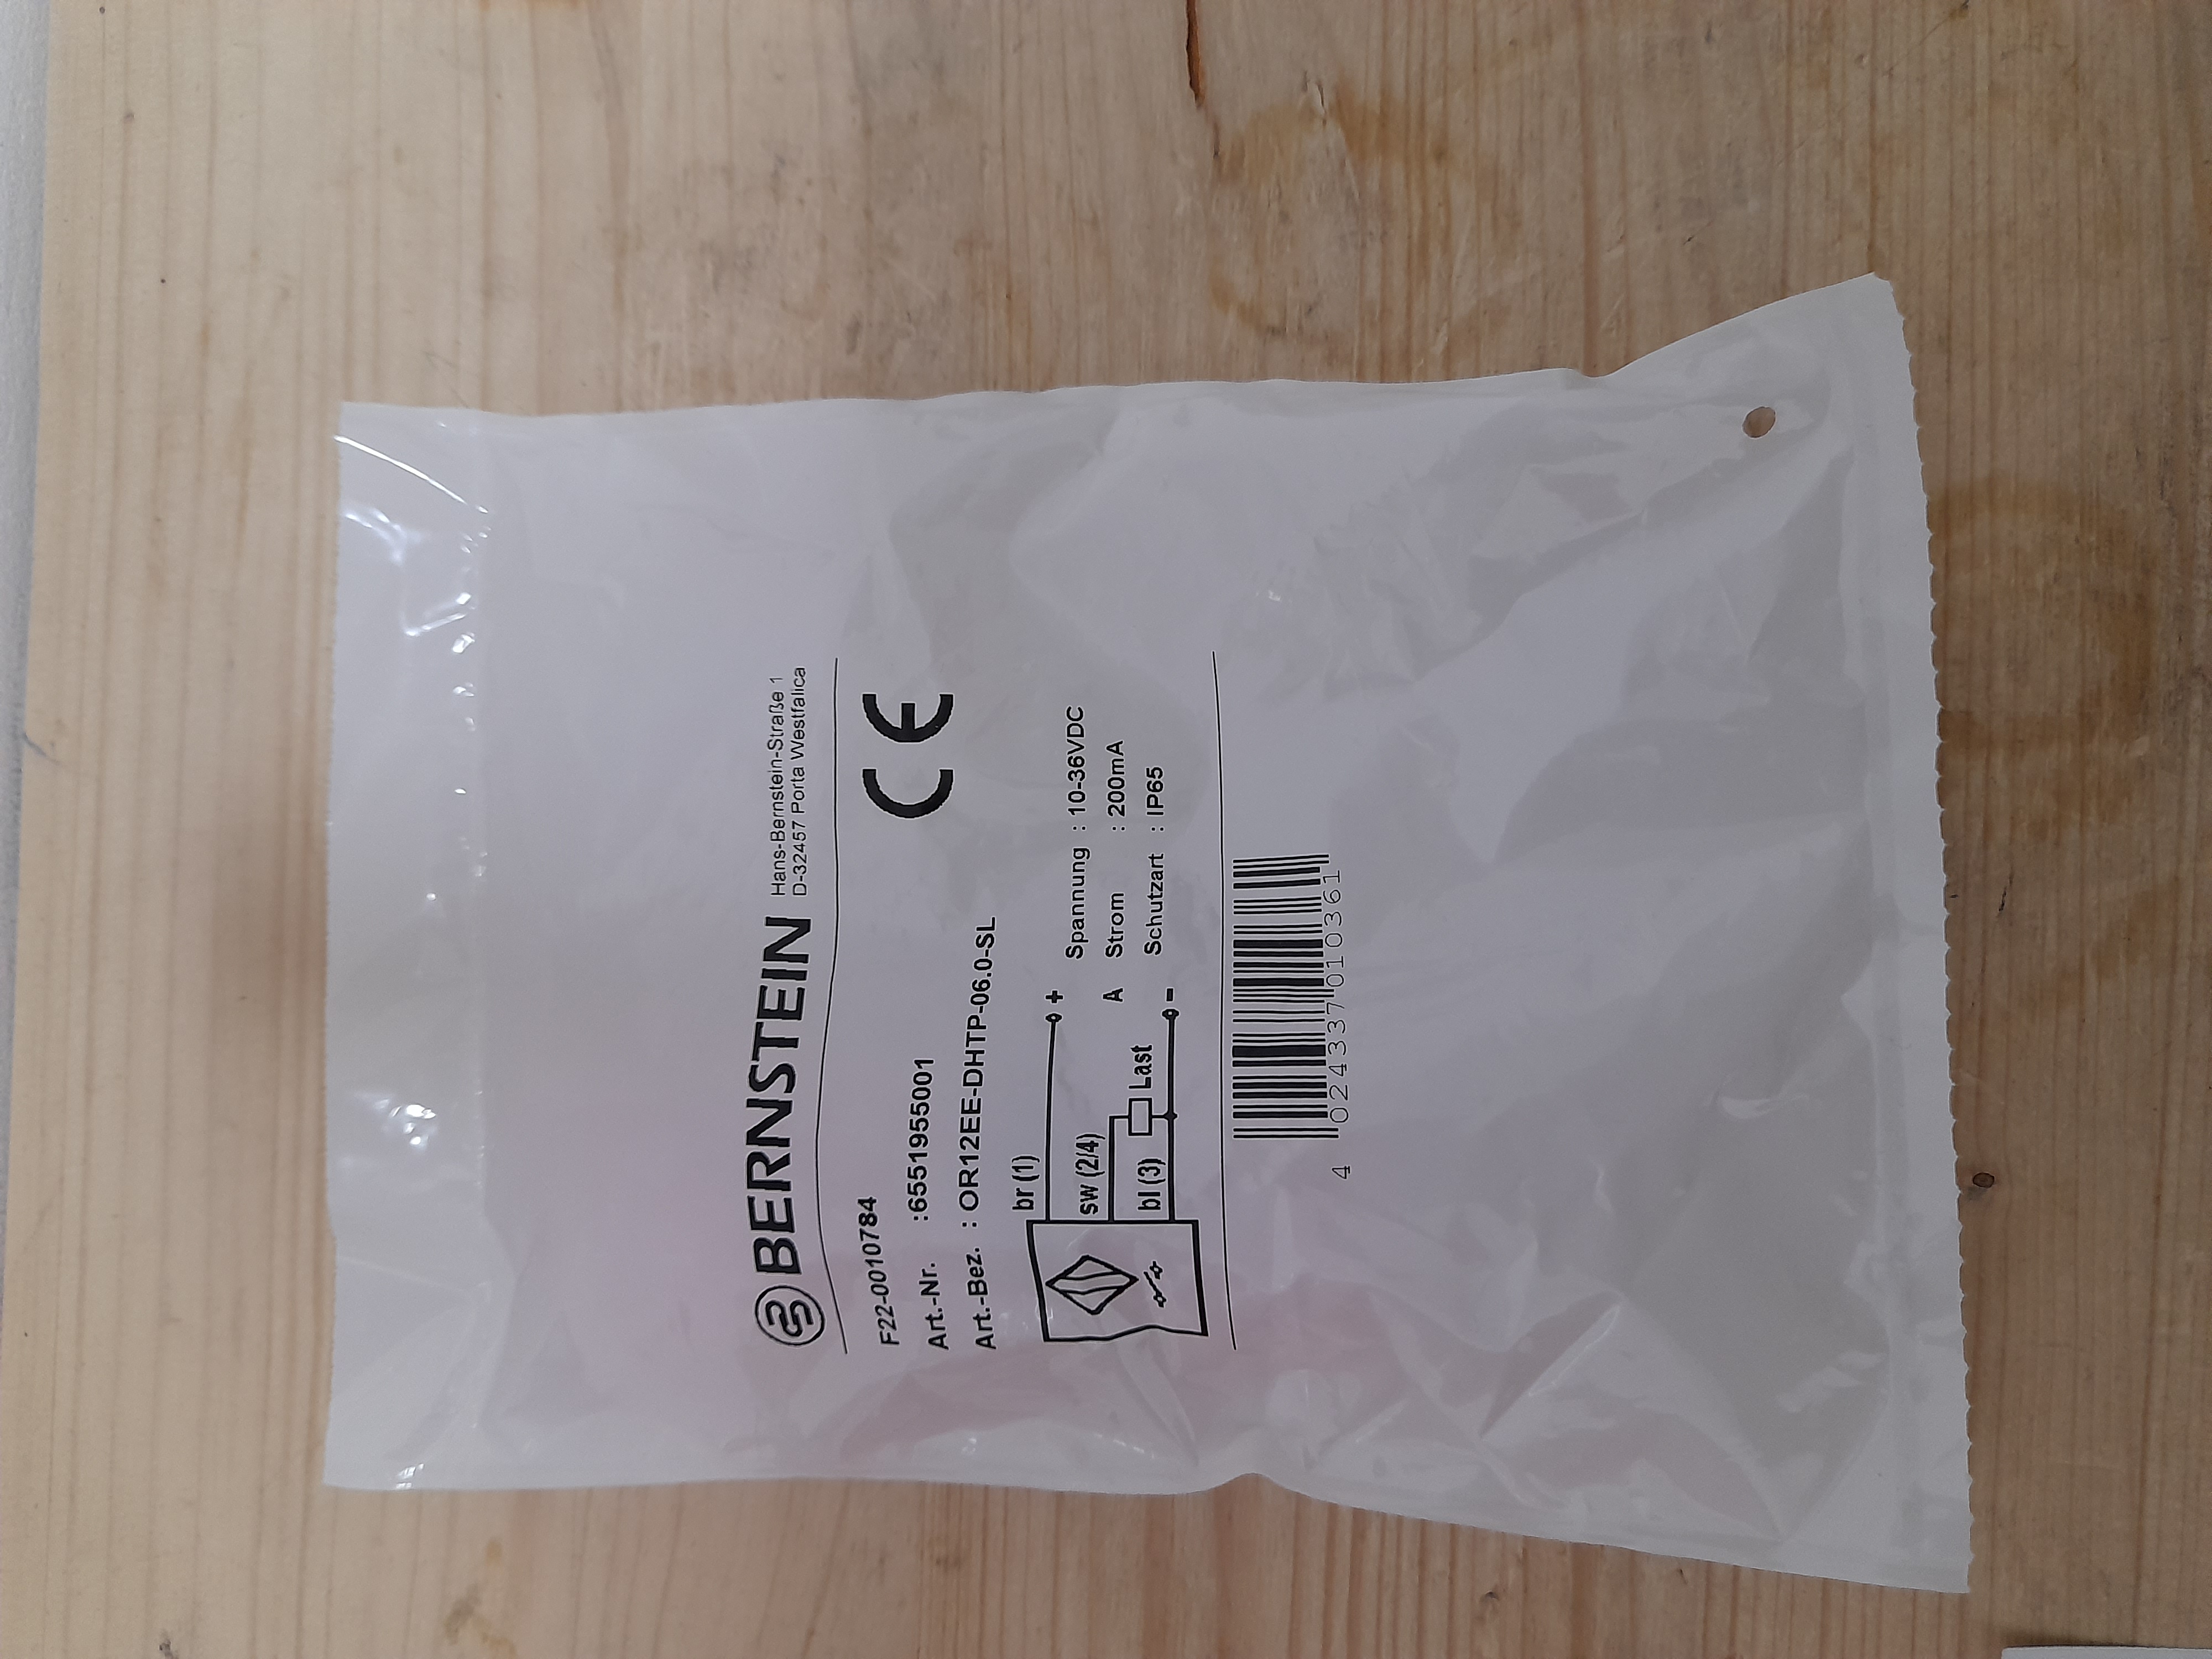 BERNSTEIN
Hans-Bernstein-Straße 1
D-32457 Porta Westfalica
CE
F22-0010784
Art.-Nr. :6551955001
Art.-Bez. : OR12EE-DHTP-06.0-SL
br (1)
+
sw (2/4)
A
Last
bl (3)
-
Spannung : 10-36VDC
Strom : 200mA
Schutzart : IP65
4 024337 010361